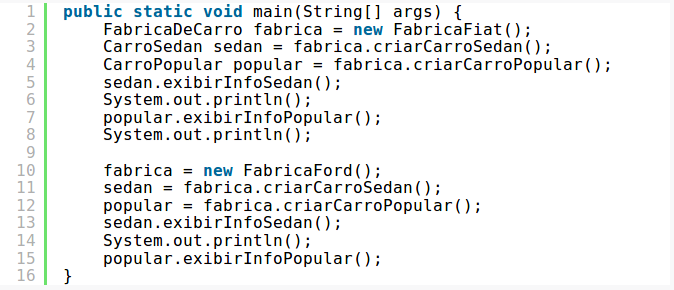 1 public static void main(String[] args) {
2 FabricaDeCarro fabrica = new FabricaFiat();
3 CarroSedan sedan = fabrica.criarCarroSedan();
4 CarroPopular popular = fabrica.criarCarroPopular();
5 sedan.exibirInfoSedan();
6 System.out.println();
7 popular.exibirInfoPopular();
8 System.out.println();
9
10 fabrica = new FabricaFord();
11 sedan = fabrica.criarCarroSedan();
12 popular = fabrica.criarCarroPopular();
13 sedan.exibirInfoSedan();
14 System.out.println();
15 popular.exibirInfoPopular();
16 }